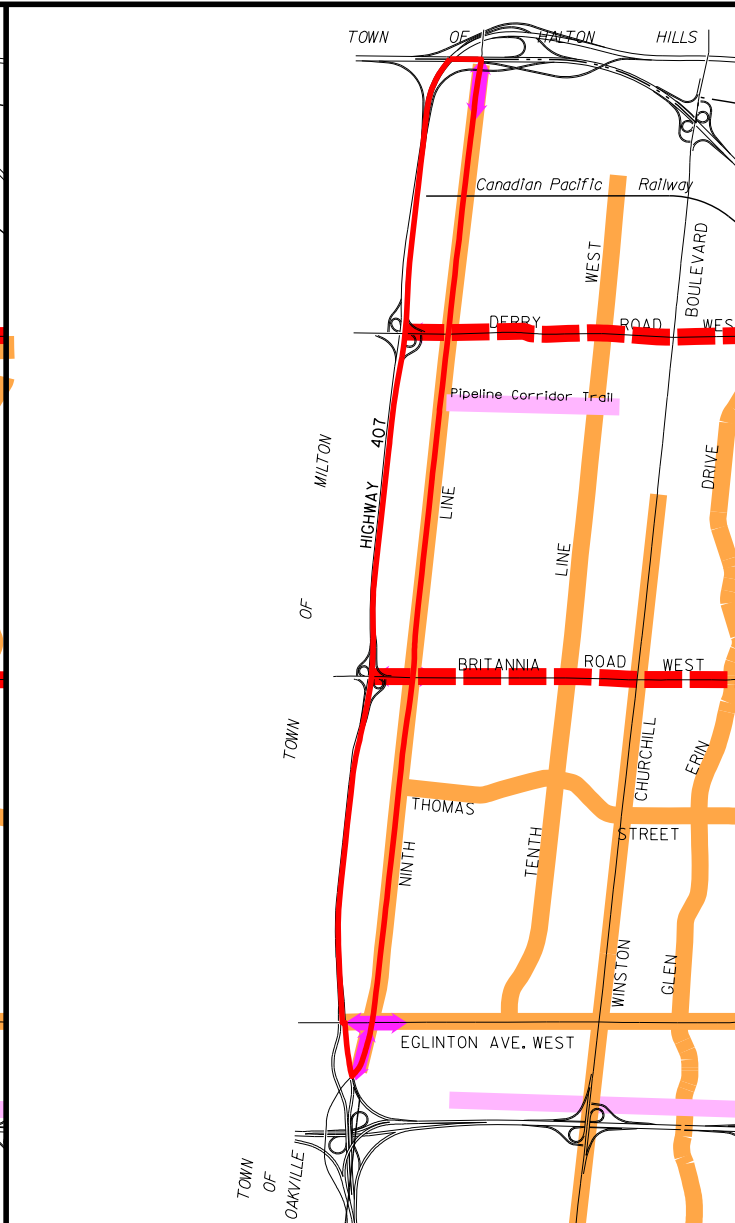 TOWN OF HALTON HILLS
Canadian Pacific Railway
WEST
BOULEVARD
DERRY ROAD WES
Pipeline Corridor Trail
MILTON
HIGHWAY 407
LINE
DRIVE
LINE
OF
BRITANNIA ROAD WEST
TOWN
CHURCHILL
ERIN
THOMAS
STREET
NINTH
TENTH
WINSTON
GLEN
EGLINTON AVE. WEST
TOWN
OF
OAKVILLE